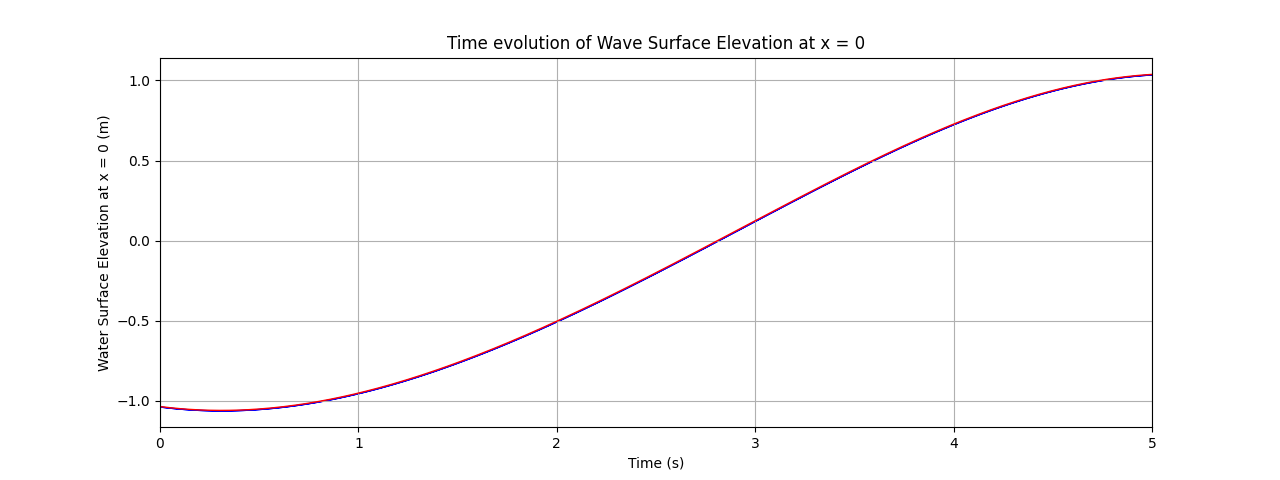 Time evolution of Wave Surface Elevation at x = 0
Water Surface Elevation at x = 0 (m)
1.0
0.5
0.0
−0.5
−1.0
0 1 2 3 4 5
Time (s)